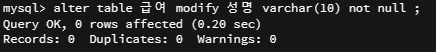 mysql> alter table 급여 modify 성명 varchar(10) not null ;
Query OK, 0 rows affected (0.20 sec)
Records: 0  Duplicates: 0  Warnings: 0